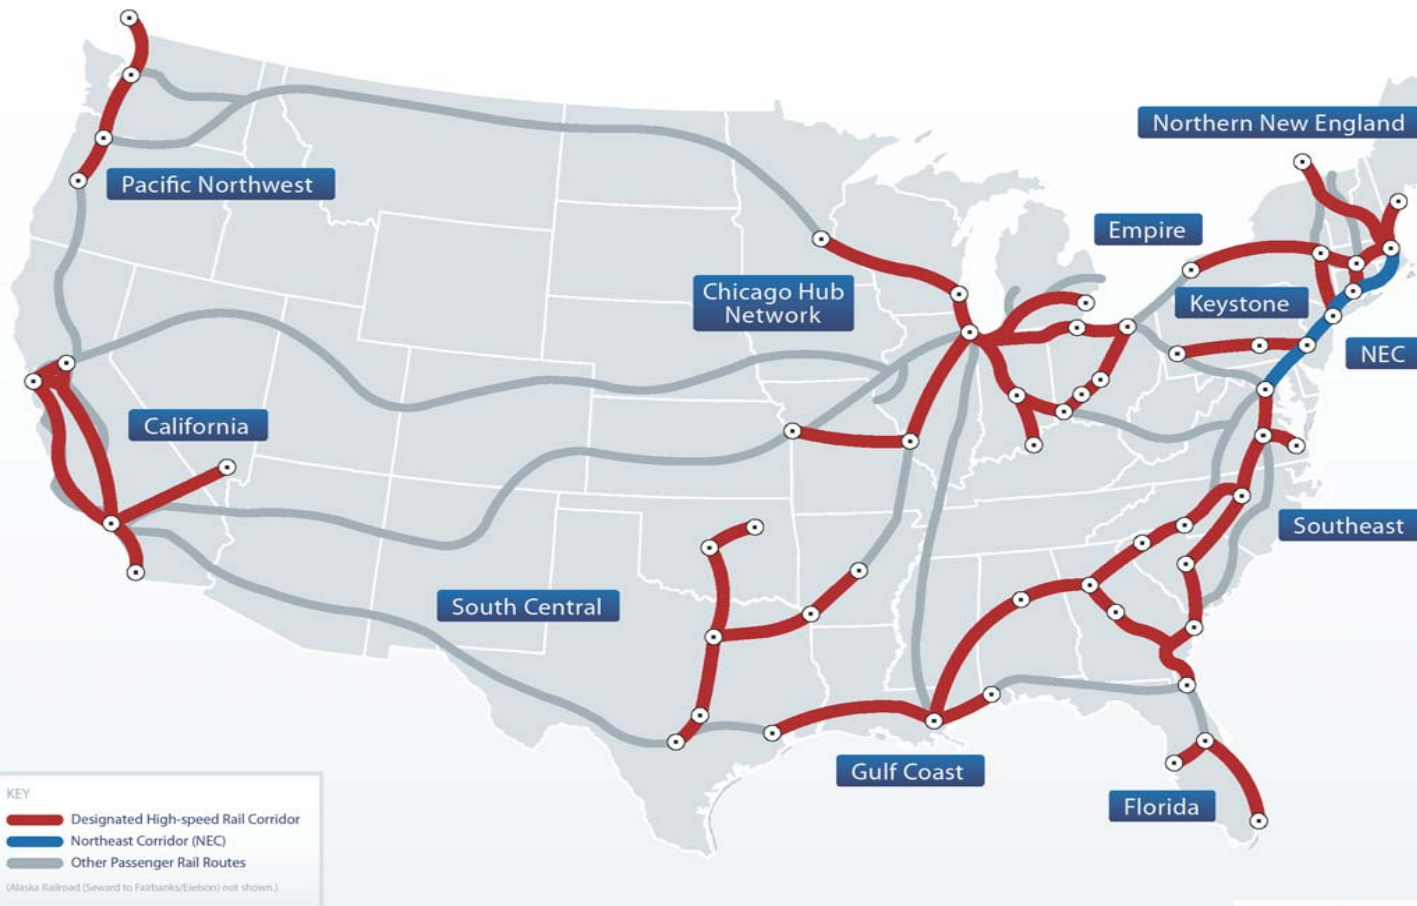 Northern New England
Pacific Northwest
Empire
Chicago Hub
Network
Keystone
NEC
California
Southeast
South Central
Gulf Coast
Florida
KEY
Designated High-speed Rail Corridor
Northeast Corridor (NEC)
Other Passenger Rail Routes
(Alaska Railroad (Seward to Fairbanks/Eielson) not shown.)